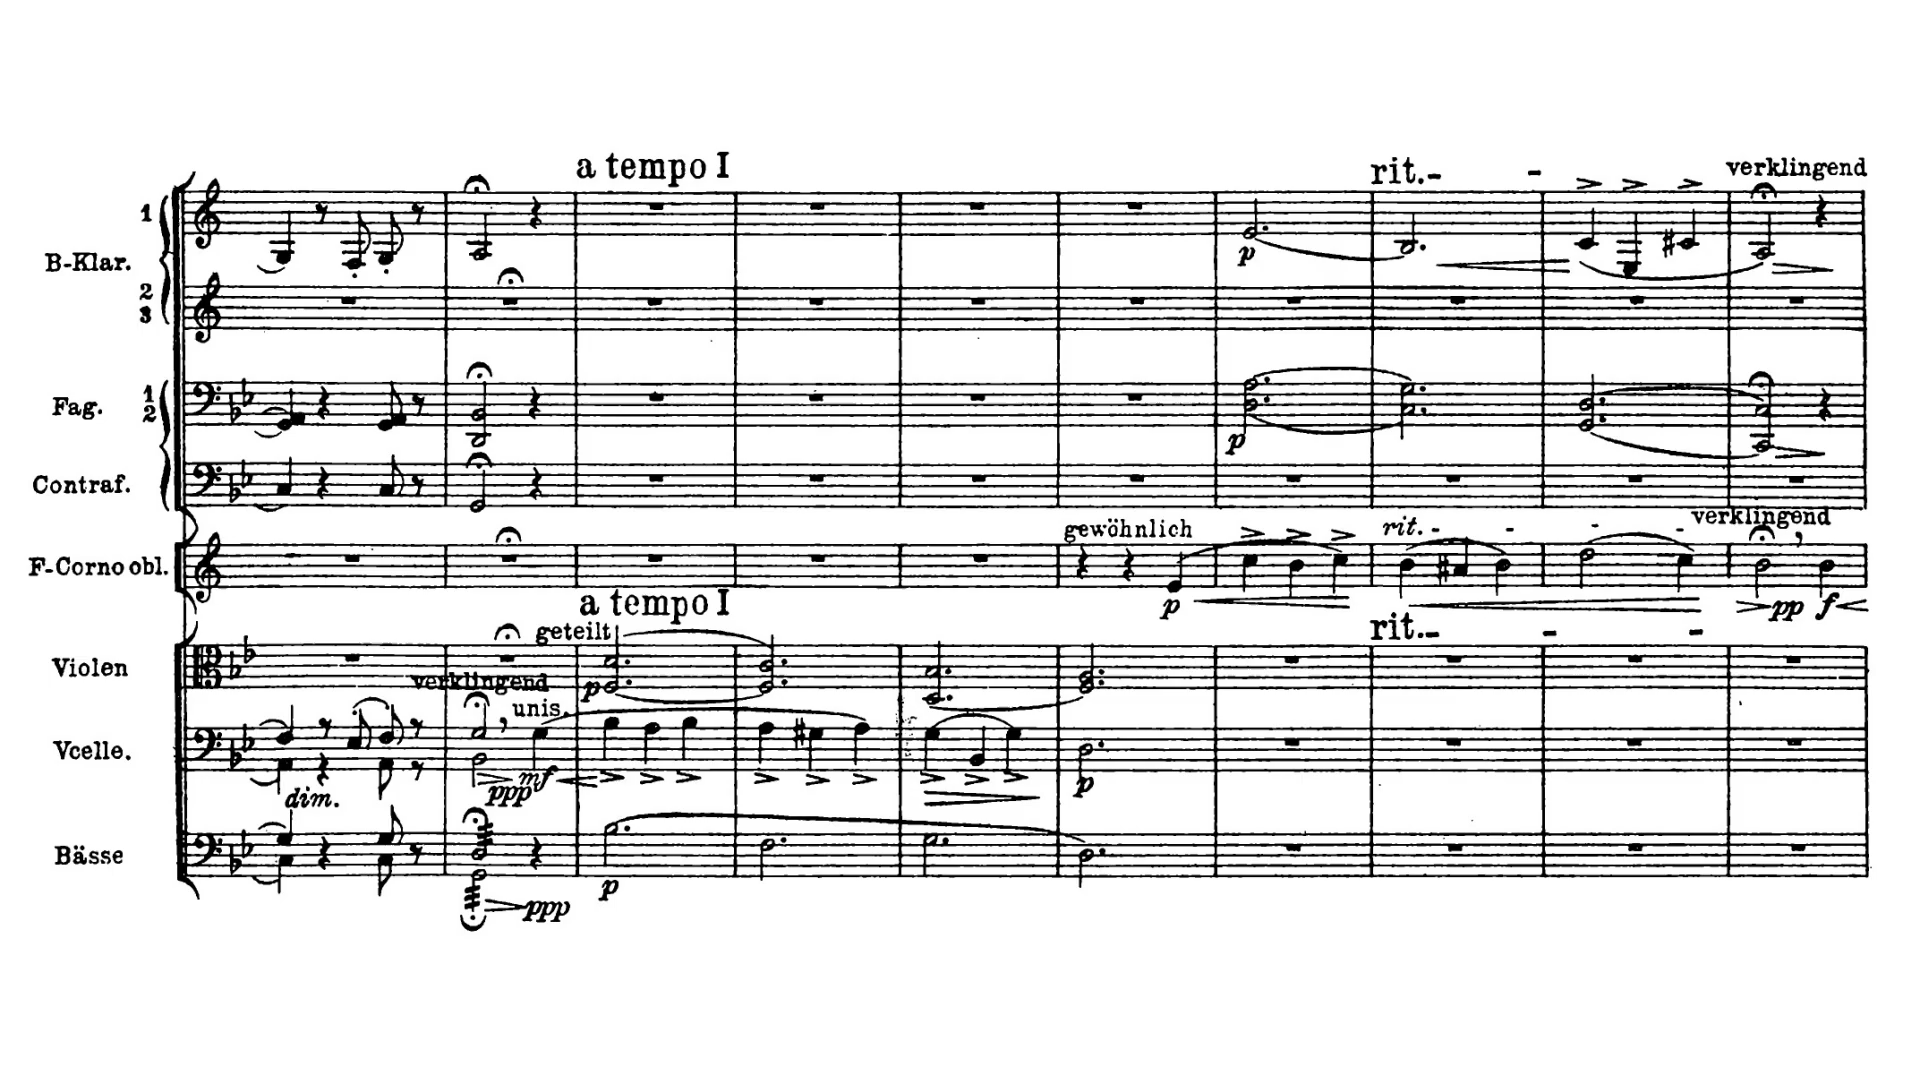 a tempo I
rit. - -
verklingend
1
B-Klar.
2
3
Fag. 1
2
p
p
Contraf.
gewöhnlich
rit. - - - - verklingend
F-Corno obl.
p
pp f
a tempo I
rit. - - -
geteilt
Violen
p
verklingend
unis.
Vcelle.
dim.
ppp mf
p
Bässe
ppp
p